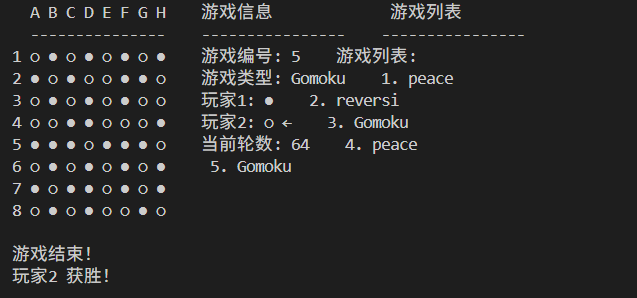 A B C D E F G H    游戏信息    游戏列表
---------------    ----------------    ----------------
1 ○ ● ○ ● ○ ● ○ ●    游戏编号: 5    游戏列表:
2 ● ○ ● ○ ○ ● ● ○    游戏类型: Gomoku    1. peace
3 ○ ● ○ ● ○ ● ○ ○    玩家1: ●    2. reversi
4 ○ ○ ● ● ○ ○ ○ ●    玩家2: ○ ←    3. Gomoku
5 ● ● ● ○ ● ● ● ○    当前轮数: 64    4. peace
6 ○ ● ○ ● ○ ● ○ ●    5. Gomoku
7 ● ○ ● ● ○ ● ○ ●
8 ○ ● ○ ● ○ ○ ● ○
游戏结束!
玩家2 获胜!